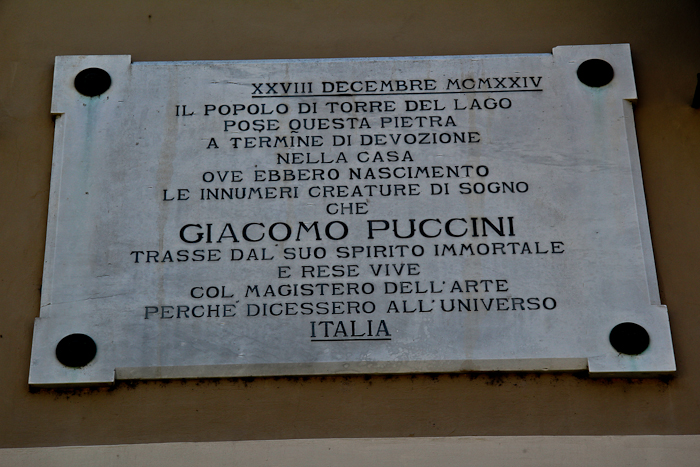 XXVIII DECEMBRE MCMXXIV
IL POPOLO DI TORRE DEL LAGO
POSE QUESTA PIETRA
A TERMINE DI DEVOZIONE
NELLA CASA
OVE EBBERO NASCIMENTO
LE INNUMERI CREATURE DI SOGNO
CHE
GIACOMO PUCCINI
TRASSE DAL SUO SPIRITO IMMORTALE
E RESE VIVE
COL MAGISTERO DELL'ARTE
PERCHÈ DICESSERO ALL'UNIVERSO
ITALIA